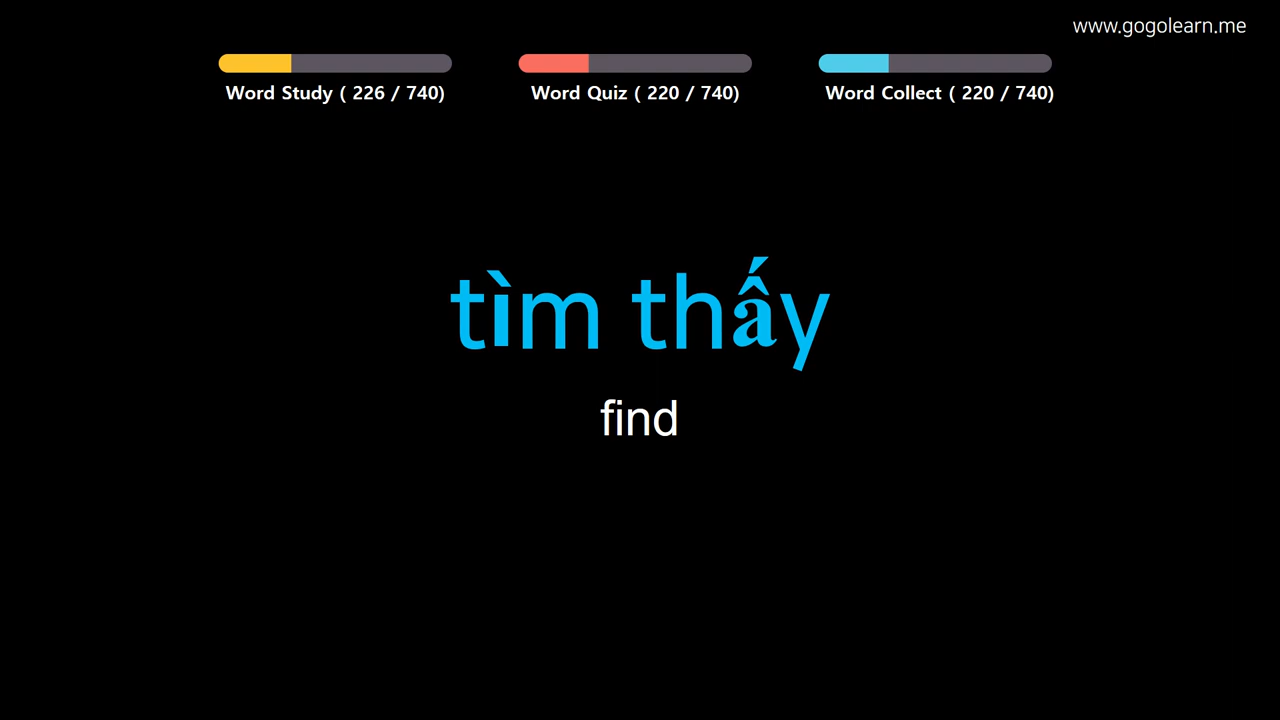 www.gogolearn.me
Word Study ( 226 / 740)
Word Quiz ( 220 / 740)
Word Collect ( 220 / 740)
tìm thấy
find